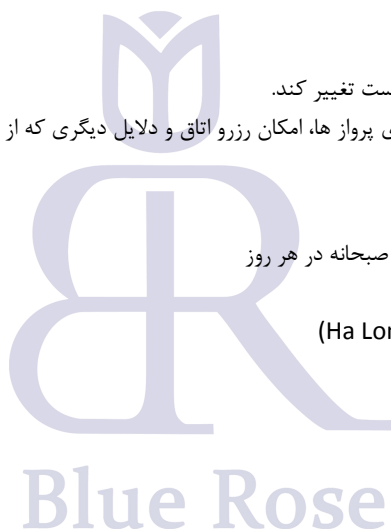 ست تغییر کند.
ی پرواز ها، امکان رزرو اتاق و دلایل دیگری که از
صبحانه در هر روز
(Ha Lon
Blue Rose